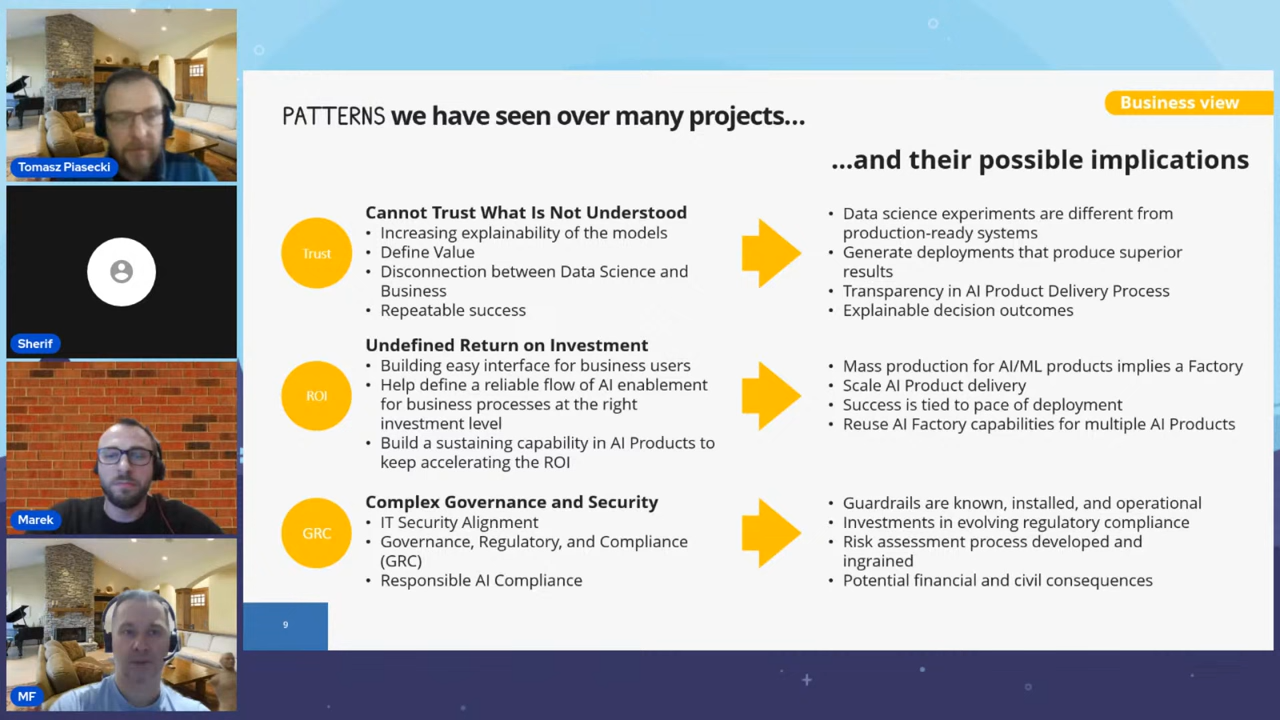 Tomasz Piasecki
Sherif
Marek
MF
Business view
PATTERNS we have seen over many projects...
...and their possible implications
Trust
Cannot Trust What Is Not Understood
• Increasing explainability of the models
• Define Value
• Disconnection between Data Science and
Business
• Repeatable success
• Data science experiments are different from
production-ready systems
• Generate deployments that produce superior
results
• Transparency in AI Product Delivery Process
• Explainable decision outcomes
ROI
Undefined Return on Investment
• Building easy interface for business users
• Help define a reliable flow of AI enablement
for business processes at the right
investment level
• Build a sustaining capability in AI Products to
keep accelerating the ROI
• Mass production for AI/ML products implies a Factory
• Scale AI Product delivery
• Success is tied to pace of deployment
• Reuse AI Factory capabilities for multiple AI Products
GRC
Complex Governance and Security
• IT Security Alignment
• Governance, Regulatory, and Compliance
(GRC)
• Responsible AI Compliance
• Guardrails are known, installed, and operational
• Investments in evolving regulatory compliance
• Risk assessment process developed and
ingrained
• Potential financial and civil consequences
9